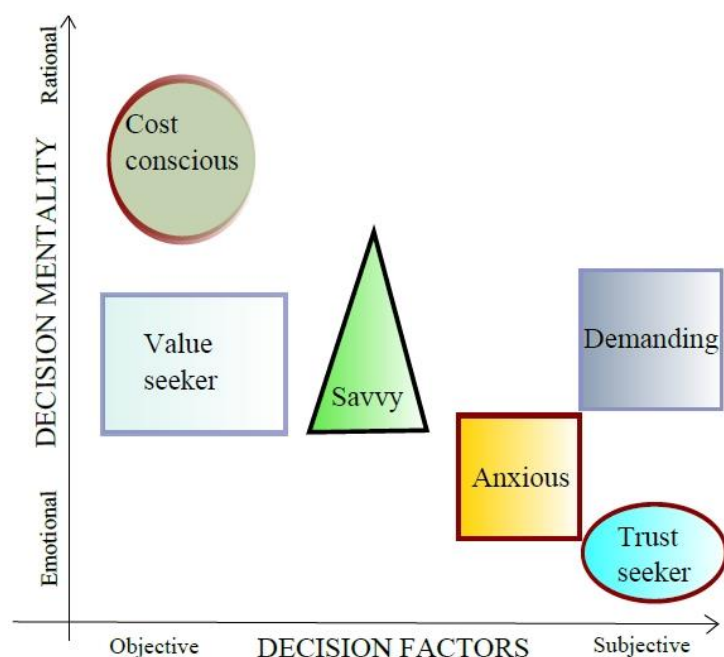 Rational
DECISION MENTALITY
Emotional
Cost
conscious
Value
seeker
Savvy
Demanding
Anxious
Trust
seeker
Objective
DECISION FACTORS
Subjective